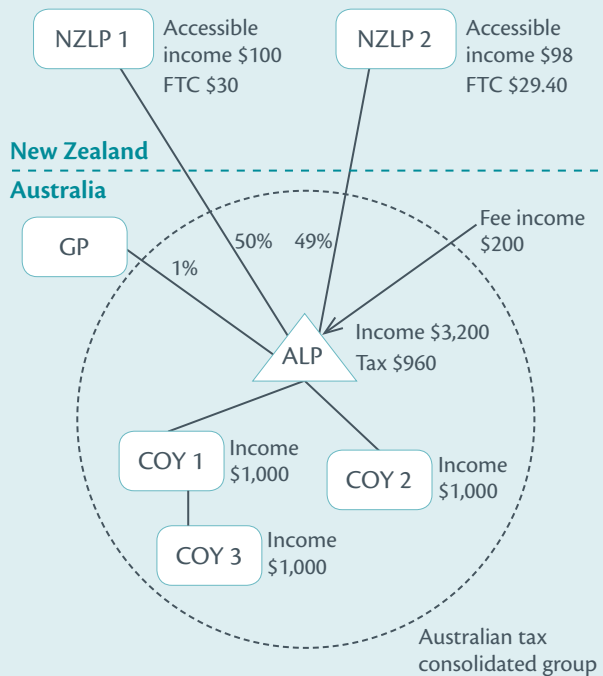 NZLP 1
Accessible
income $100
FTC $30
NZLP 2
Accessible
income $98
FTC $29.40
New Zealand
Australia
GP
1%
50%
49%
Fee income
$200
ALP
Income $3,200
Tax $960
COY 1
Income
$1,000
COY 2
Income
$1,000
COY 3
Income
$1,000
Australian tax
consolidated group